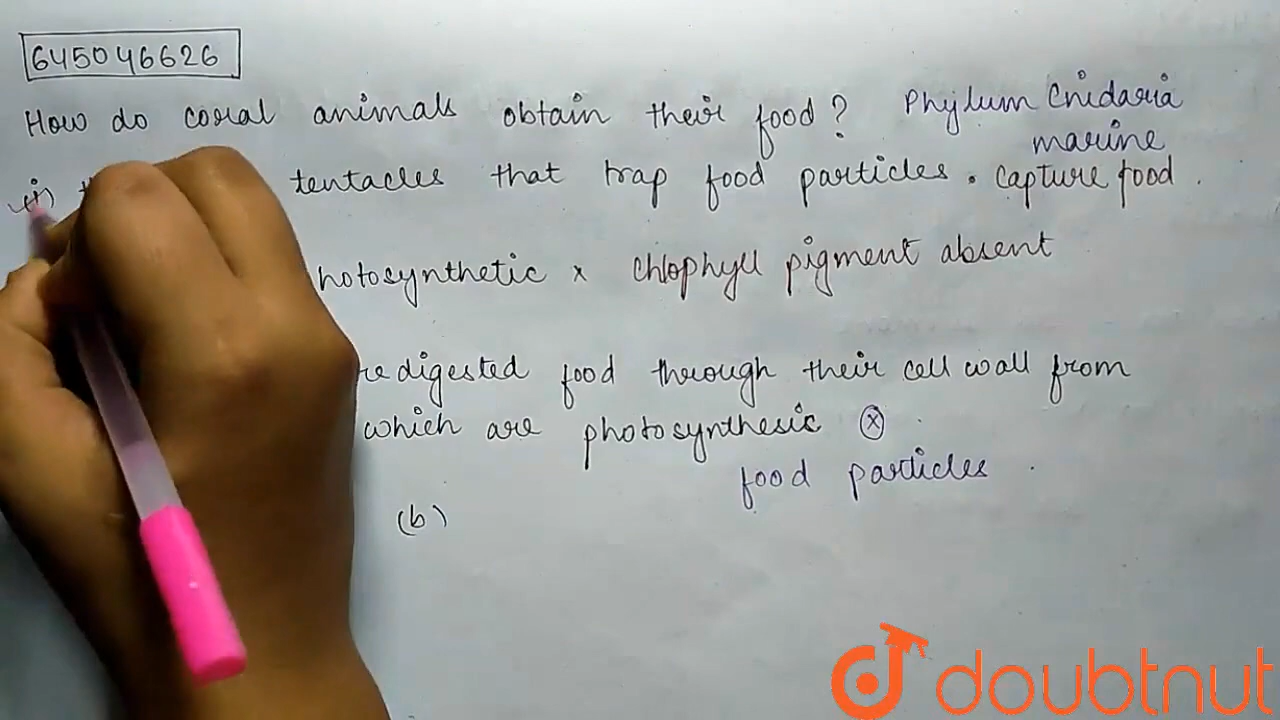 645046626
How do coral animals obtain their food? Phylum Cnidaria
marine
(i) tentacles that trap food particles. Capture food.
hotosynthetic x chlophyll pigment absent
redigested food through their cell wall from
which are photosynthesic (x)
food particles.
(b)
doubtnut